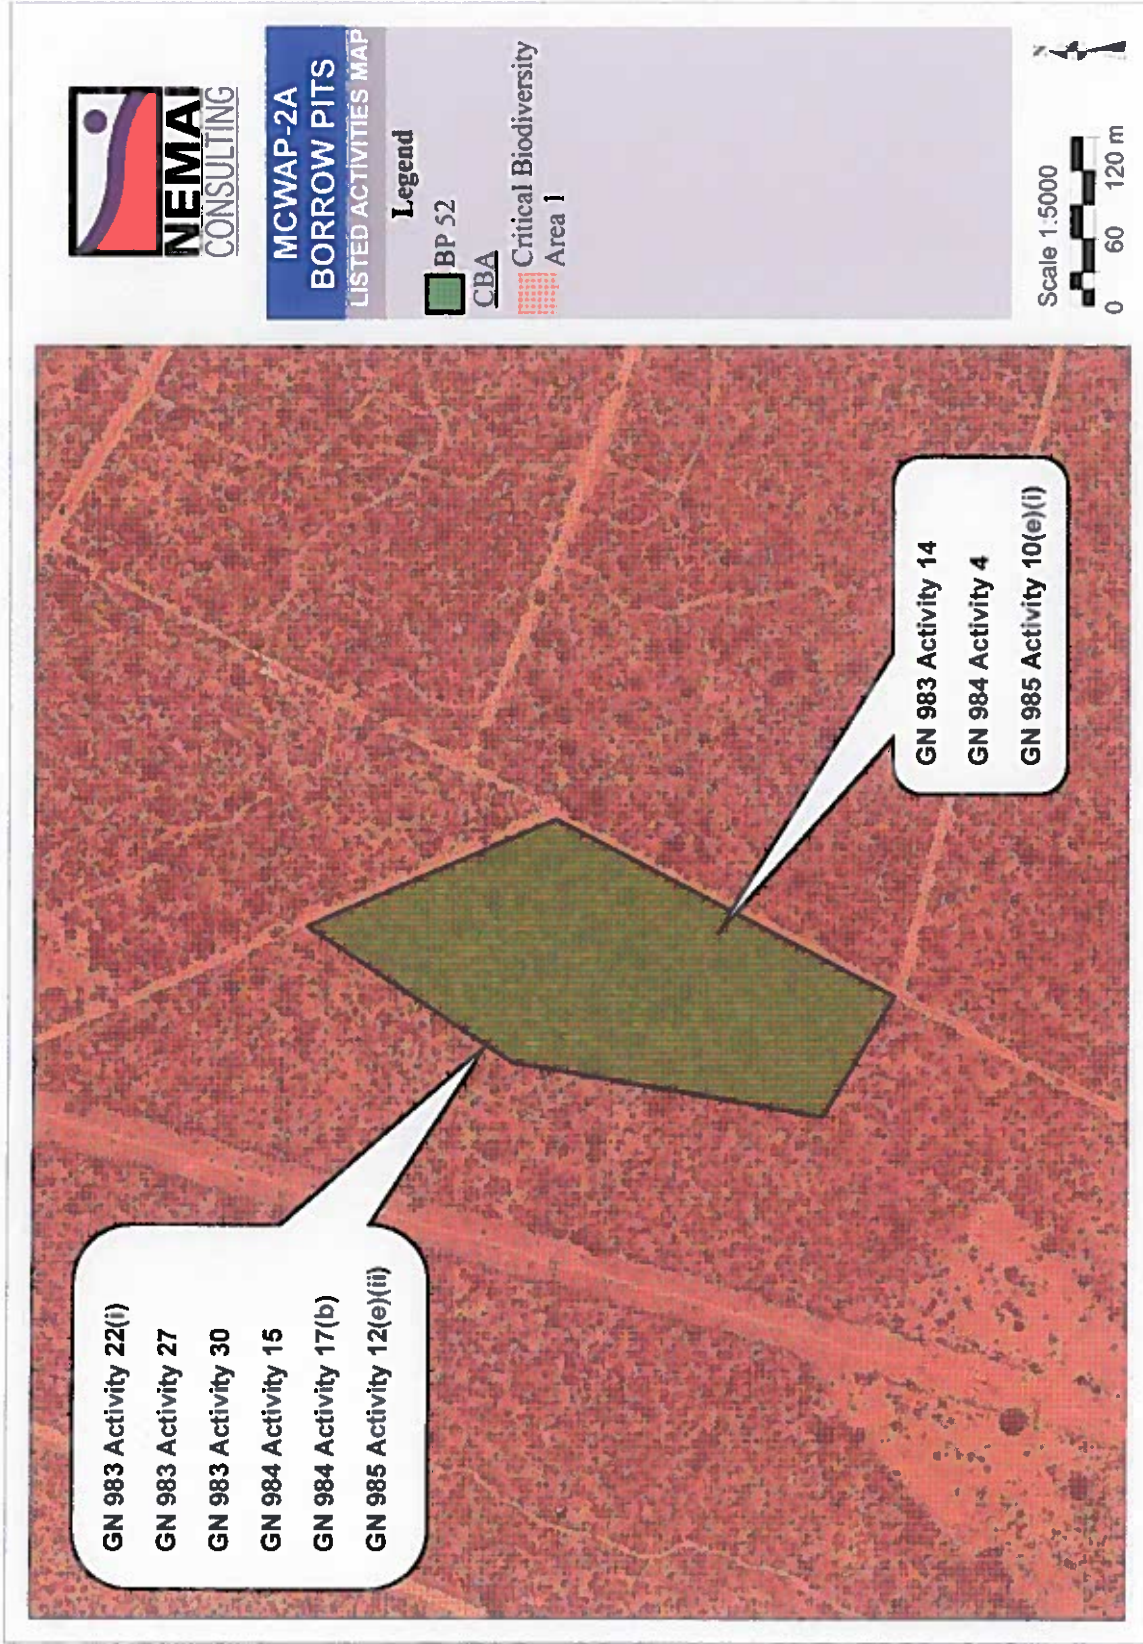 NEMAI
CONSULTING
MCWAP-2A
BORROW PITS
LISTED ACTIVITIES MAP
Legend
BP 52
CBA
Critical Biodiversity
Area 1
N
Scale 1:5000
0 60 120 m
GN 983 Activity 22(i)
GN 983 Activity 27
GN 983 Activity 30
GN 984 Activity 15
GN 984 Activity 17(b)
GN 985 Activity 12(e)(ii)
GN 983 Activity 14
GN 984 Activity 4
GN 985 Activity 10(e)(i)